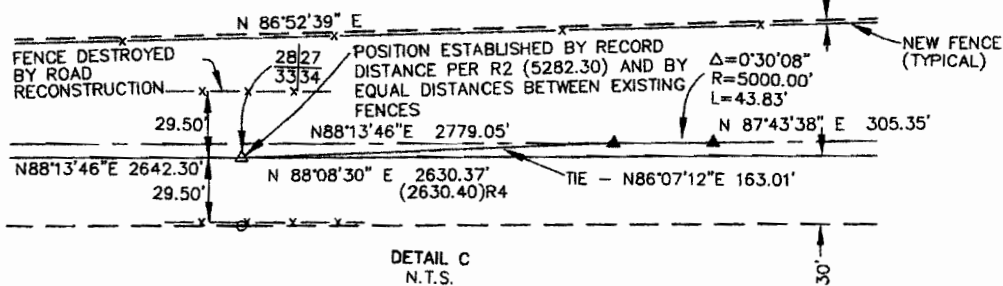 N 86°52'39" E
FENCE DESTROYED
BY ROAD
RECONSTRUCTION
28|27
33|34
POSITION ESTABLISHED BY RECORD
DISTANCE PER R2 (5282.30) AND BY
EQUAL DISTANCES BETWEEN EXISTING
FENCES
Δ=0°30'08"
R=5000.00'
L=43.83'
NEW FENCE
(TYPICAL)
29.50'
N88°13'46"E 2779.05'
N 87°43'38" E 305.35'
N88°13'46"E 2642.30'
N 88°08'30" E 2630.37'
(2630.40)R4
TIE – N86°07'12"E 163.01'
29.50'
DETAIL C
N.T.S.
30'